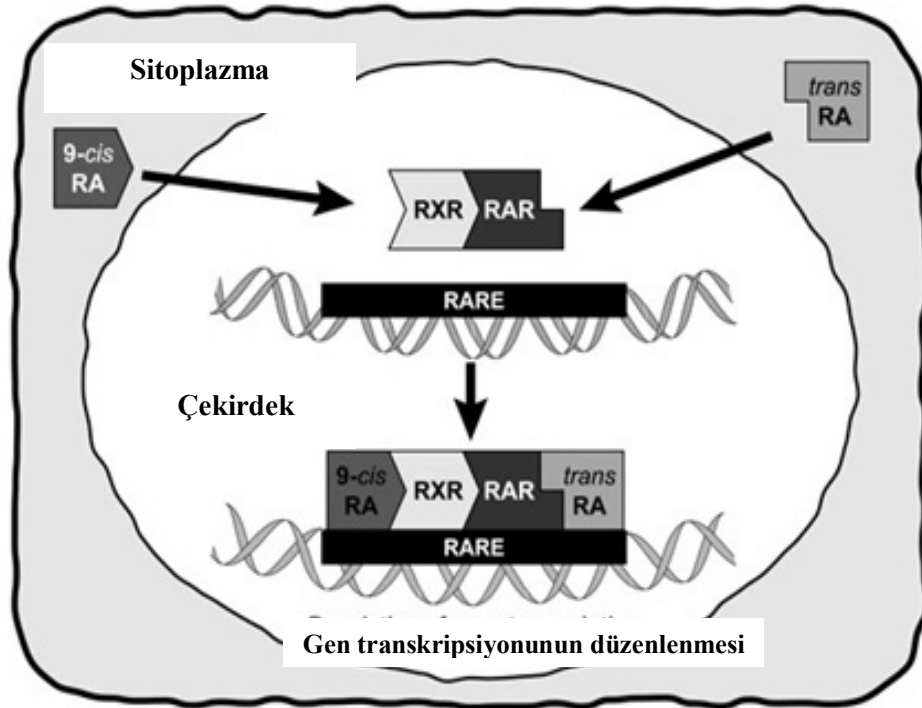 Sitoplazma
9-cis
RA
trans
RA
RXR RAR
RARE
Çekirdek
9-cis
RA
RXR RAR
trans
RA
RARE
Gen transkripsiyonunun düzenlenmesi